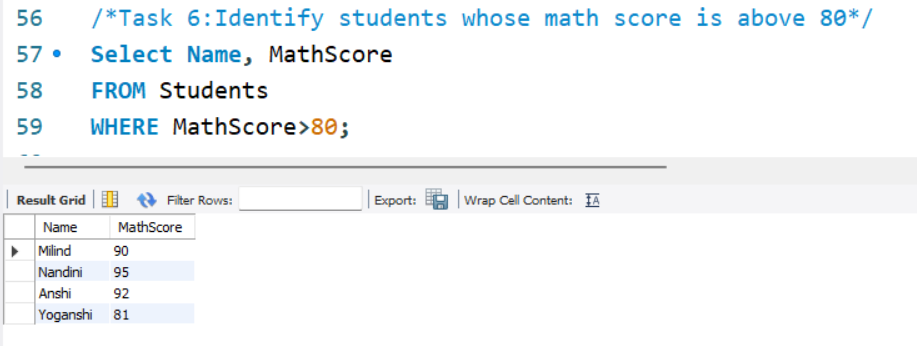 56 /*Task 6:Identify students whose math score is above 80*/
57 Select Name, MathScore
58 FROM Students
59 WHERE MathScore>80;
Result Grid Filter Rows: Export: Wrap Cell Content: IA
Name MathScore
Milind 90
Nandini 95
Anshi 92
Yoganshi 81